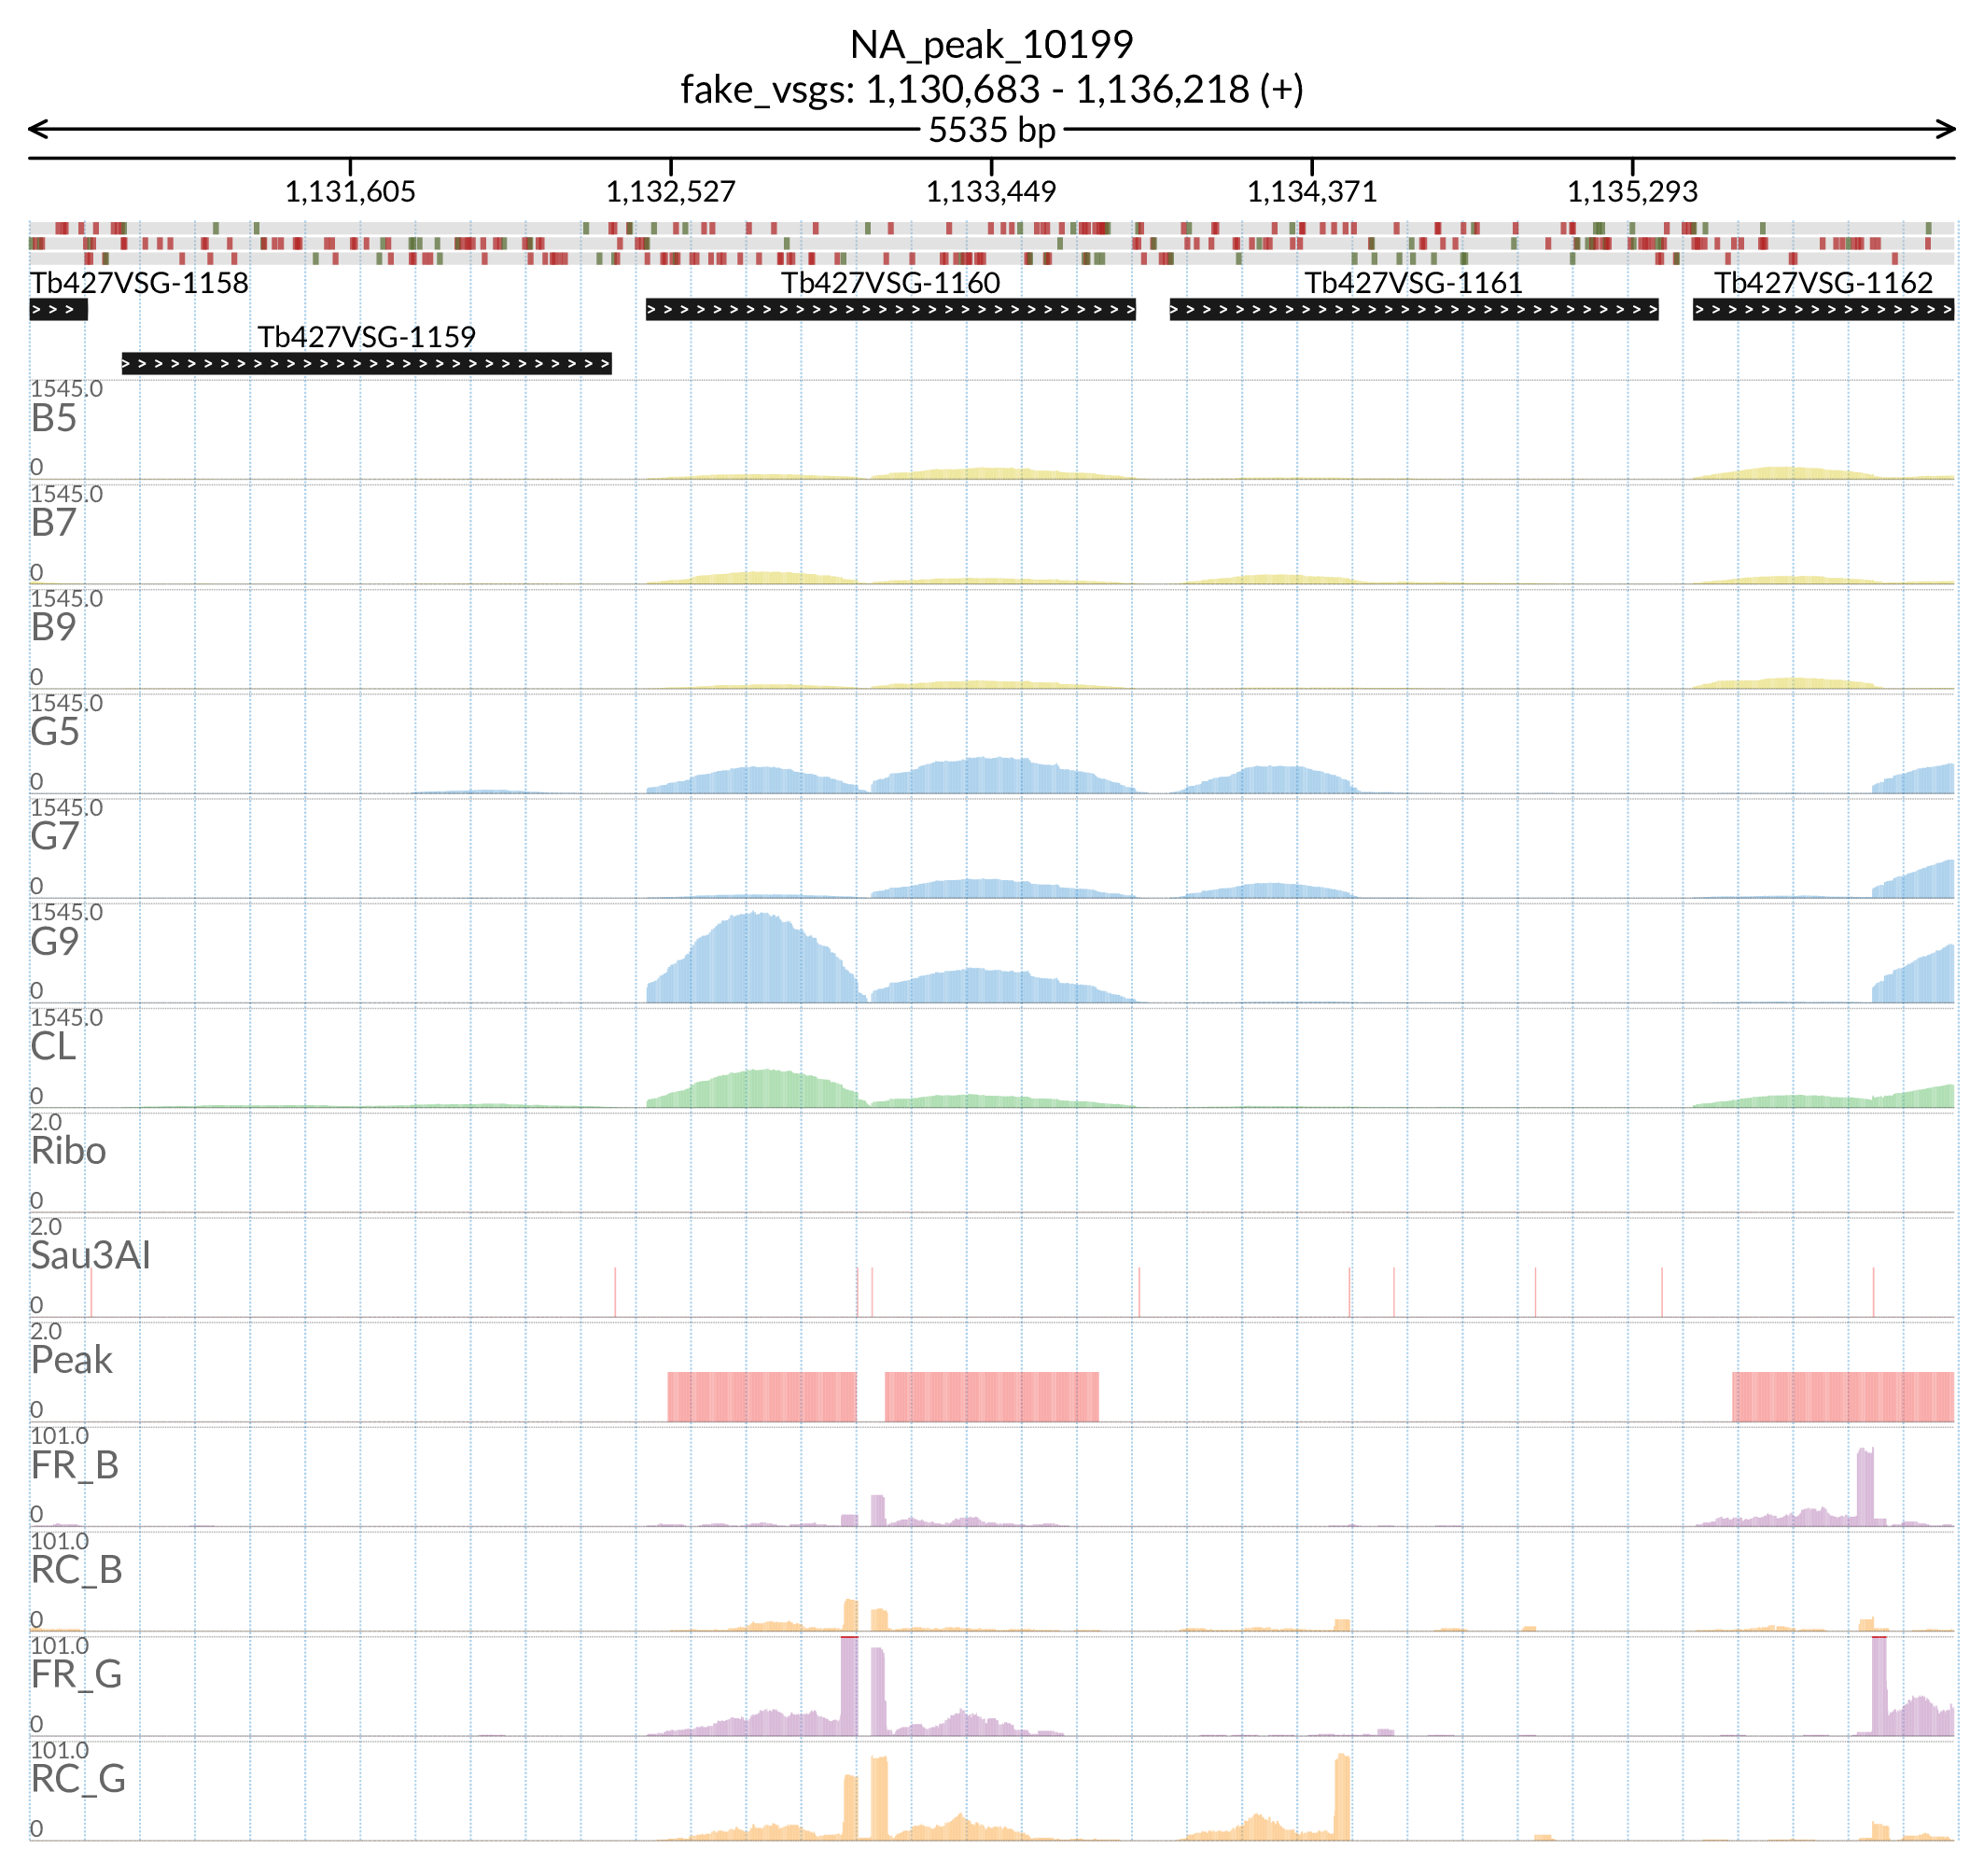 NA_peak_10199
fake_vsgs: 1,130,683 - 1,136,218 (+)
5535 bp
1,131,605 1,132,527 1,133,449 1,134,371 1,135,293
Tb427VSG-1158 Tb427VSG-1160 Tb427VSG-1161 Tb427VSG-1162
Tb427VSG-1159
1545.0
B5
0
1545.0
B7
0
1545.0
B9
0
1545.0
G5
0
1545.0
G7
0
1545.0
G9
0
1545.0
CL
0
2.0
Ribo
0
2.0
Sau3AI
0
2.0
Peak
0
101.0
FR_B
0
101.0
RC_B
0
101.0
FR_G
0
101.0
RC_G
0